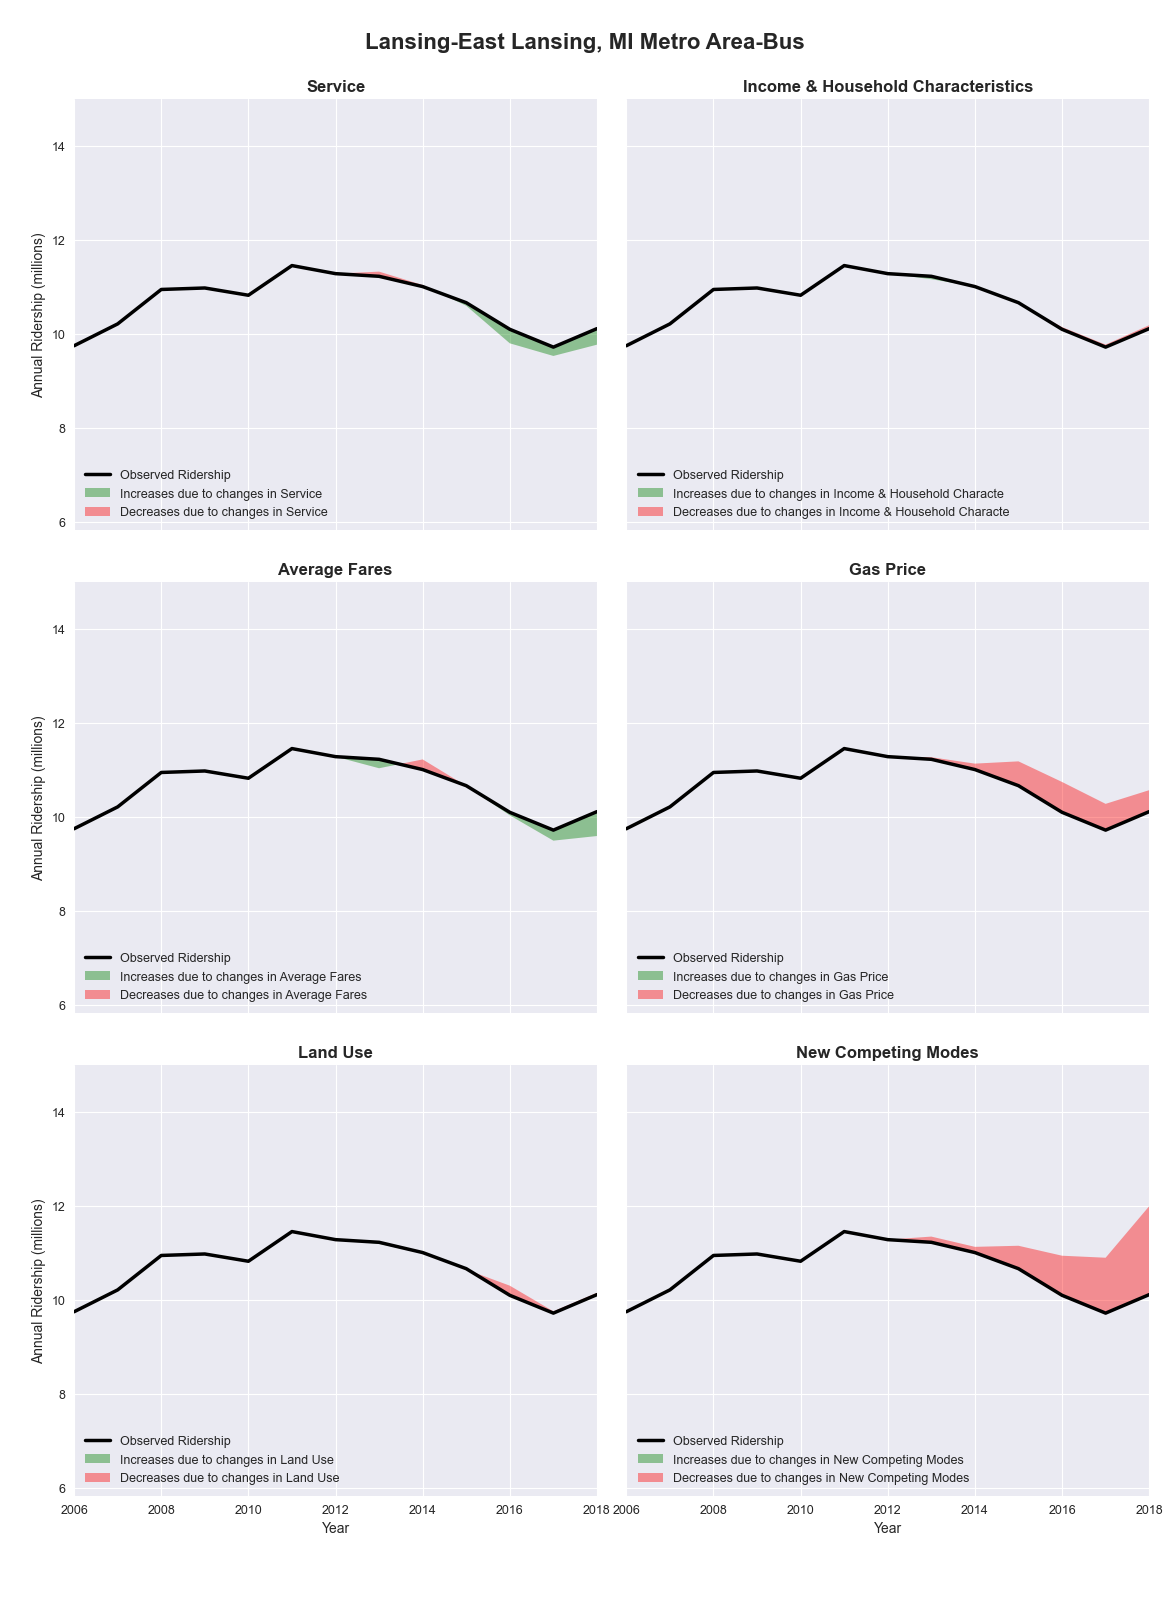 Lansing-East Lansing, MI Metro Area-Bus
Service
14
12
10
8
6
Annual Ridership (millions)
Observed Ridership
Increases due to changes in Service
Decreases due to changes in Service
Income & Household Characteristics
Observed Ridership
Increases due to changes in Income & Household Characte
Decreases due to changes in Income & Household Characte
Average Fares
14
12
10
8
6
Annual Ridership (millions)
Observed Ridership
Increases due to changes in Average Fares
Decreases due to changes in Average Fares
Gas Price
Observed Ridership
Increases due to changes in Gas Price
Decreases due to changes in Gas Price
Land Use
14
12
10
8
6
Annual Ridership (millions)
Observed Ridership
Increases due to changes in Land Use
Decreases due to changes in Land Use
2006 2008 2010 2012 2014 2016 2018
Year
New Competing Modes
Observed Ridership
Increases due to changes in New Competing Modes
Decreases due to changes in New Competing Modes
2006 2008 2010 2012 2014 2016 2018
Year